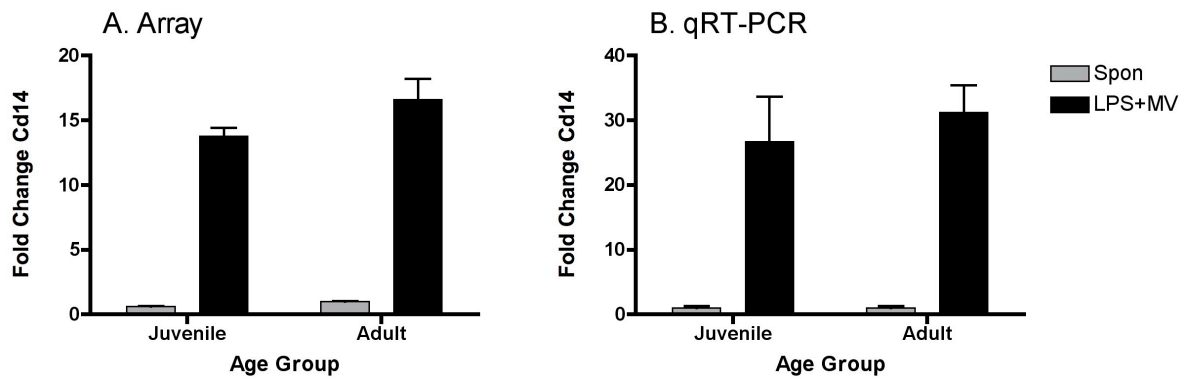 A. Array
Fold Change Cd14
20
15
10
5
0
Juvenile
Adult
Age Group
B. qRT-PCR
Fold Change Cd14
40
30
20
10
0
Juvenile
Adult
Age Group
Spon
LPS+MV